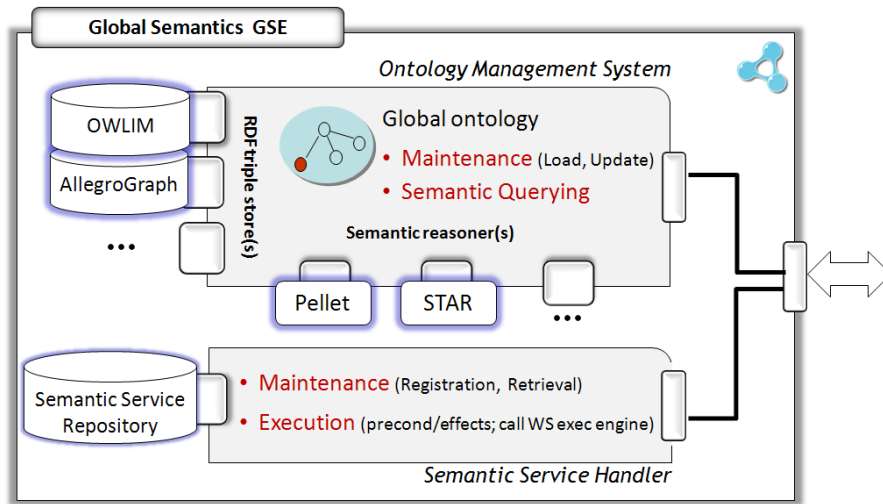 Global Semantics GSE
Ontology Management System
OWLIM
AllegroGraph
...
RDF triple store(s)
Global ontology
• Maintenance (Load, Update)
• Semantic Querying
Semantic reasoner(s)
Pellet
STAR
...
Semantic Service
Repository
• Maintenance (Registration, Retrieval)
• Execution (precond/effects; call WS exec engine)
Semantic Service Handler